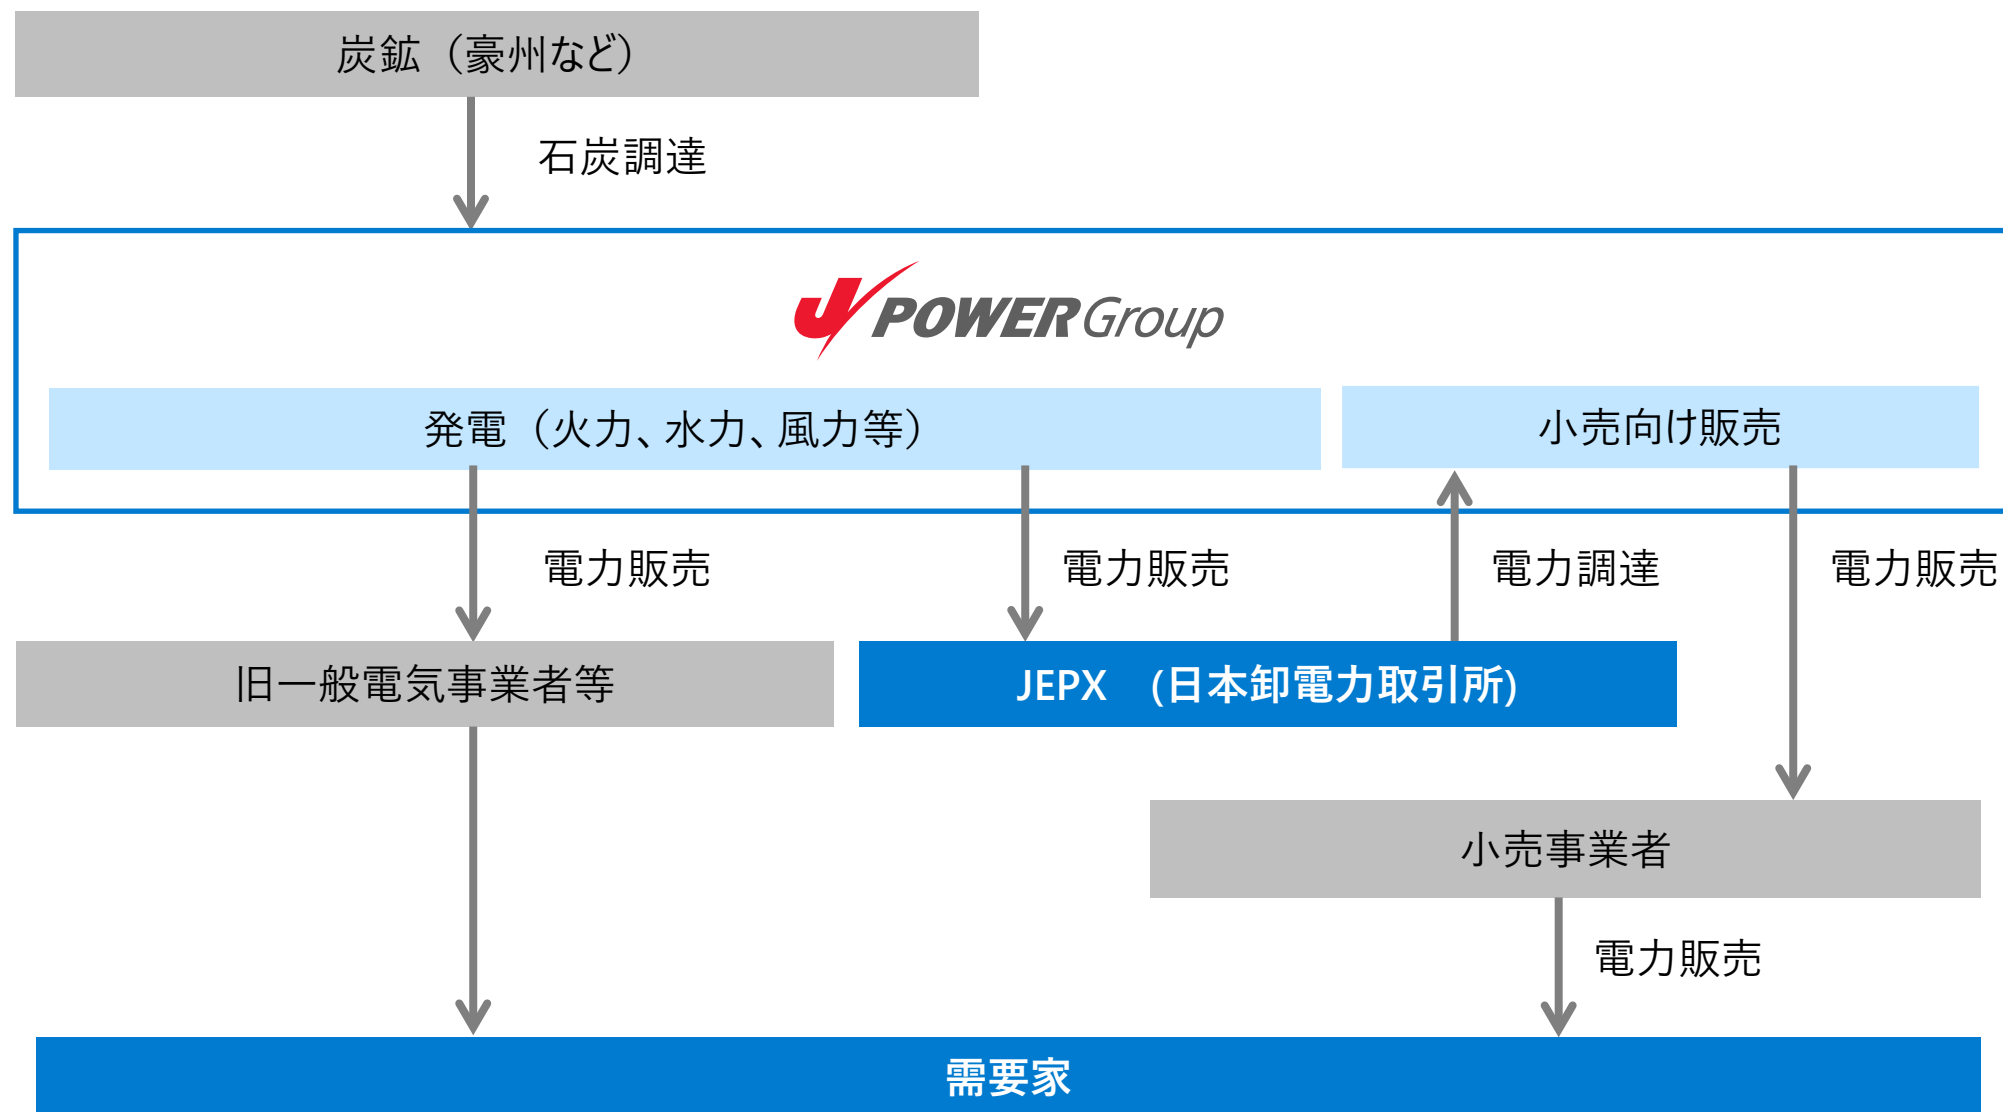 炭鉱（豪州など）
石炭調達
J POWER Group
発電（火力、水力、風力等）
小売向け販売
電力販売
電力販売
電力調達
電力販売
旧一般電気事業者等
JEPX　(日本卸電力取引所)
小売事業者
電力販売
需要家